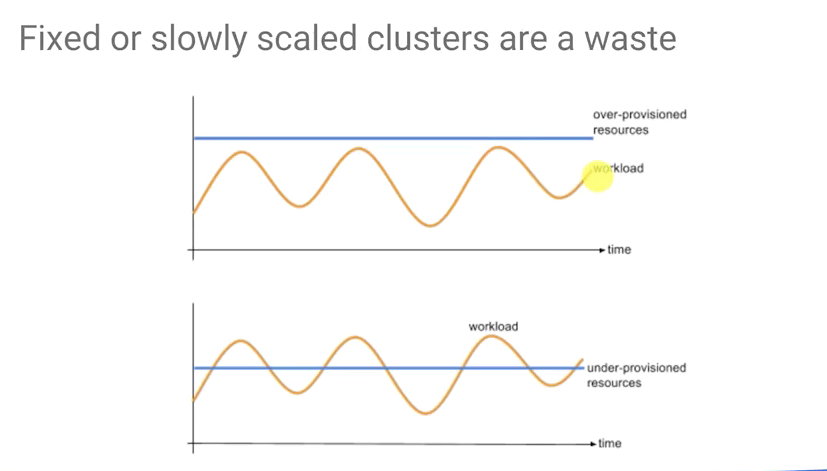 Fixed or slowly scaled clusters are a waste
over-provisioned
resources
workload
time
workload
under-provisioned
resources
time